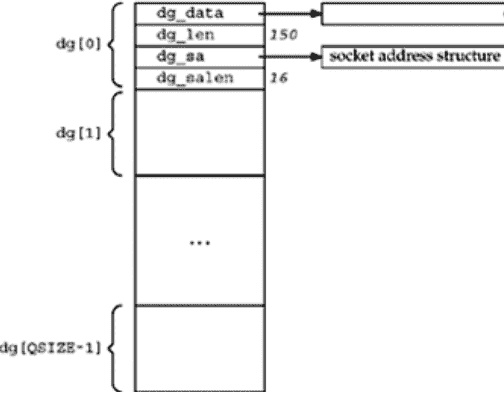 dg_data
dg_len 150
dg[0]
dg_sa socket address structure
dg_salen 16
dg[1]
...
dg[QSIZE-1]